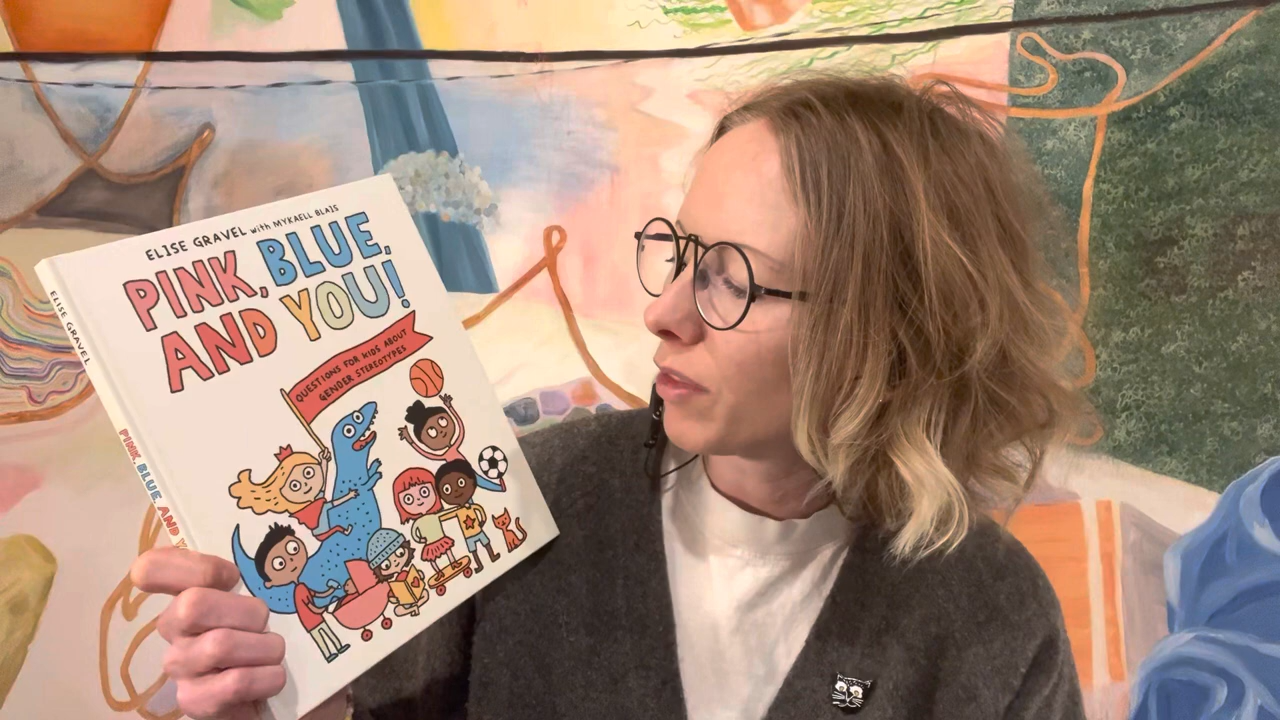 ELISE GRAVEL with MYKAELL BLAIS
PINK, BLUE,
AND YOU!
QUESTIONS FOR KIDS ABOUT
GENDER STEREOTYPES
ELISE GRAVEL
PINK, BLUE, AND